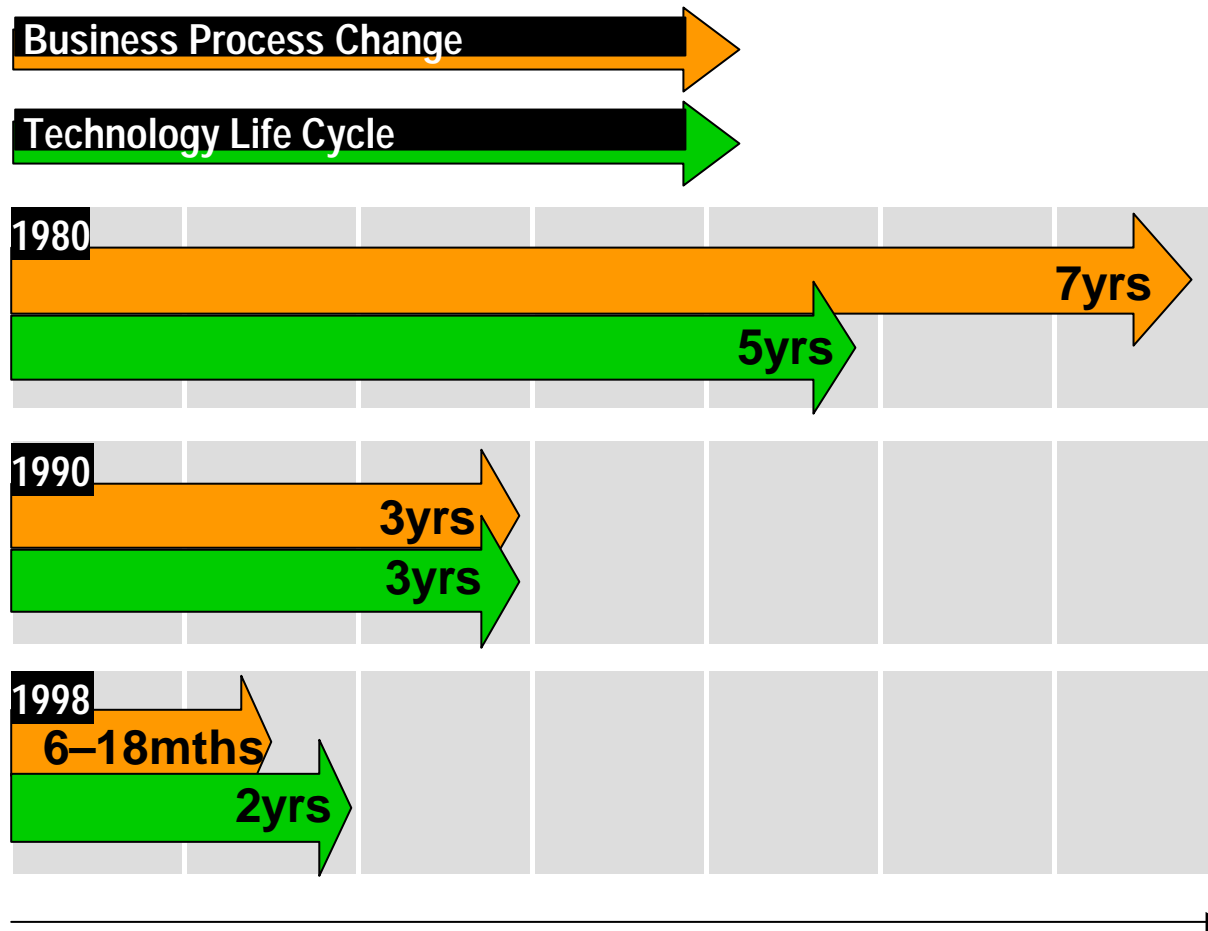 Business Process Change
Technology Life Cycle
1980
7yrs
5yrs
1990
3yrs
3yrs
1998
6–18mths
2yrs